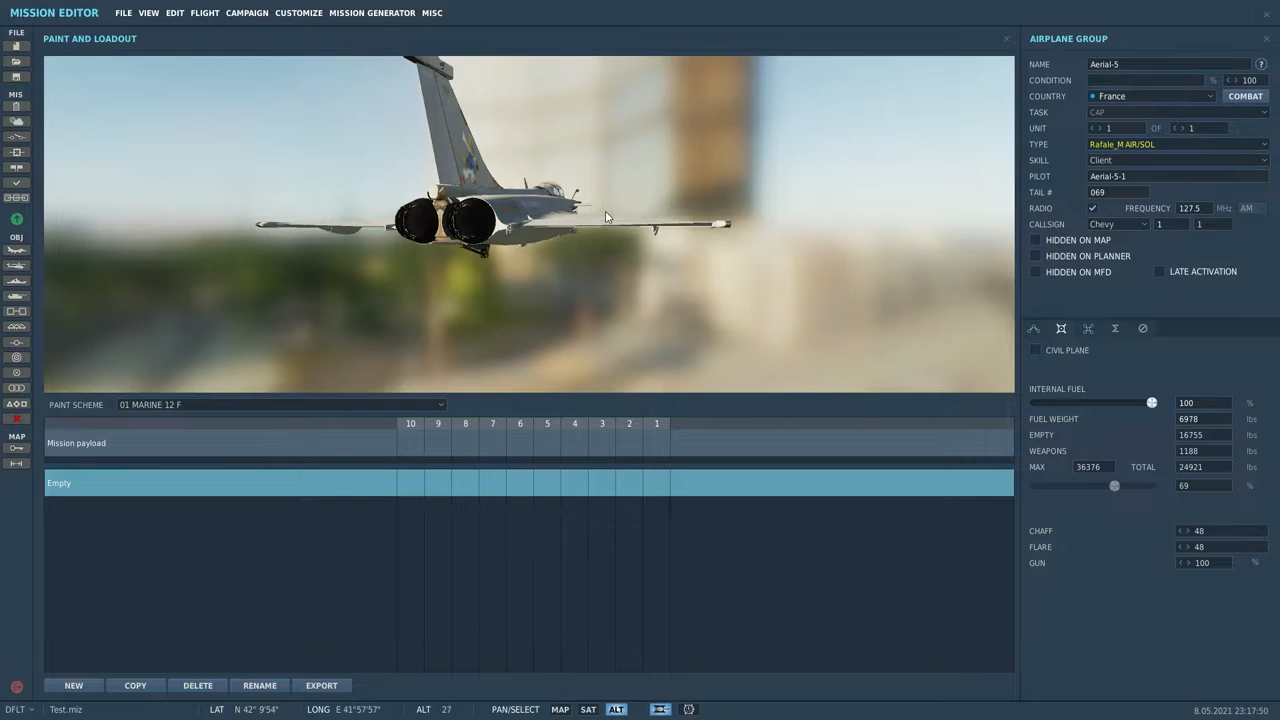 MISSION EDITOR FILE VIEW EDIT FLIGHT CAMPAIGN CUSTOMIZE MISSION GENERATOR MISC
FILE
MIS
OBJ
MAP
PAINT AND LOADOUT
PAINT SCHEME 01 MARINE 12 F
10 9 8 7 6 5 4 3 2 1
Mission payload
Empty
NEW COPY DELETE RENAME EXPORT
AIRPLANE GROUP
NAME Aerial-5 ?
CONDITION % < > 100
COUNTRY France COMBAT
TASK CAP
UNIT < > 1 OF < > 1
TYPE Rafale_M AIR/SOL
SKILL Client
PILOT Aerial-5-1
TAIL # 069
RADIO FREQUENCY 127.5 MHz AM
CALLSIGN Chevy 1 1
HIDDEN ON MAP
HIDDEN ON PLANNER
HIDDEN ON MFD LATE ACTIVATION
CIVIL PLANE
INTERNAL FUEL
100 %
FUEL WEIGHT 6978 lbs
EMPTY 16755 lbs
WEAPONS 1188 lbs
MAX 36376 TOTAL 24921 lbs
69 %
CHAFF < > 48
FLARE < > 48
GUN < > 100 %
DFLT Test.miz LAT N 42° 9'54" LONG E 41°57'57" ALT 27 PAN/SELECT MAP SAT ALT 8.05.2021 23:17:50